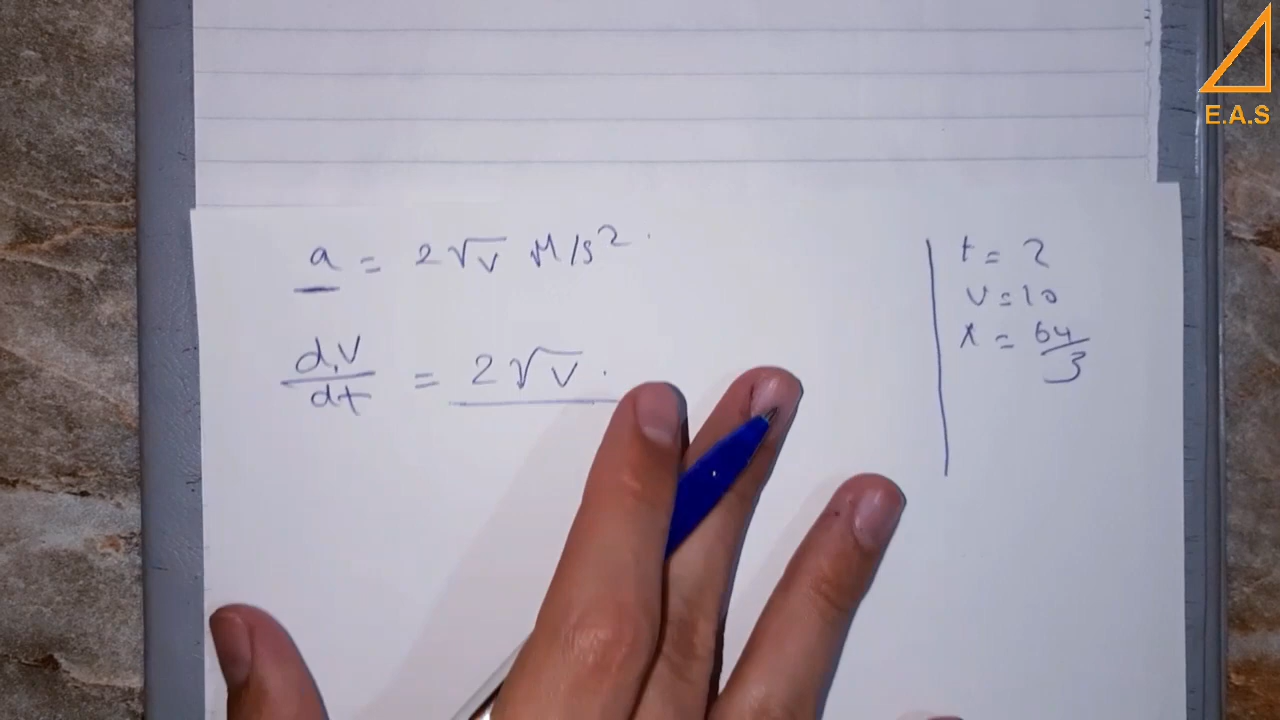 a = 2√v M/s².
dv/dt = 2√v.
t = 2
v = 10
x = 64/3
E.A.S